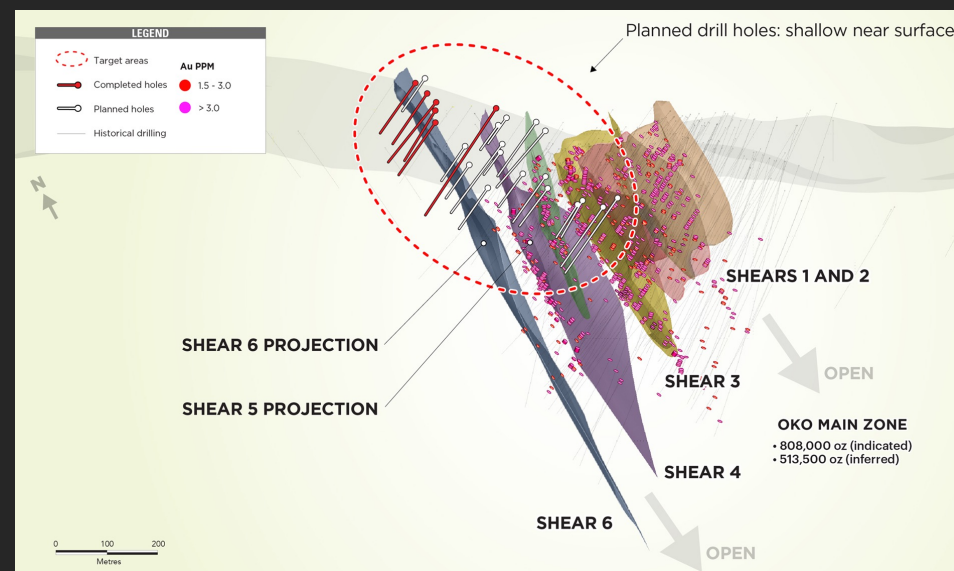 LEGEND
Target areas
Au PPM
Completed holes
1.5 - 3.0
Planned holes
> 3.0
Historical drilling
Planned drill holes: shallow near surface
N
SHEARS 1 AND 2
SHEAR 6 PROJECTION
OPEN
SHEAR 3
SHEAR 5 PROJECTION
OKO MAIN ZONE
• 808,000 oz (indicated)
• 513,500 oz (inferred)
SHEAR 4
SHEAR 6
OPEN
0 100 200
Metres